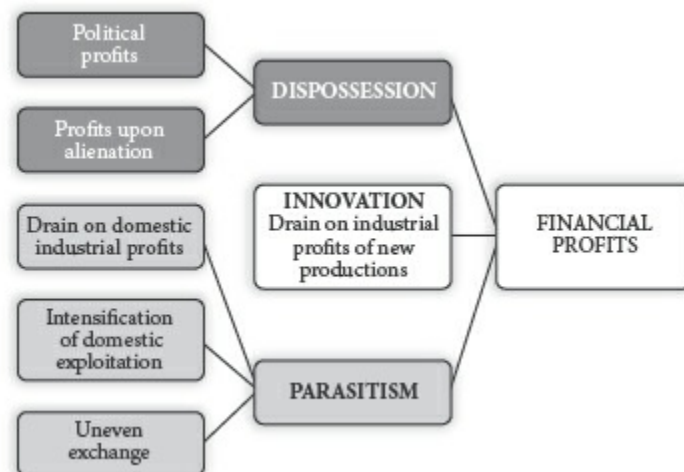 Political
profits
DISPOSSESSION
Profits upon
alienation
INNOVATION
Drain on industrial
profits of new
productions
FINANCIAL
PROFITS
Drain on domestic
industrial profits
Intensification
of domestic
exploitation
PARASITISM
Uneven
exchange